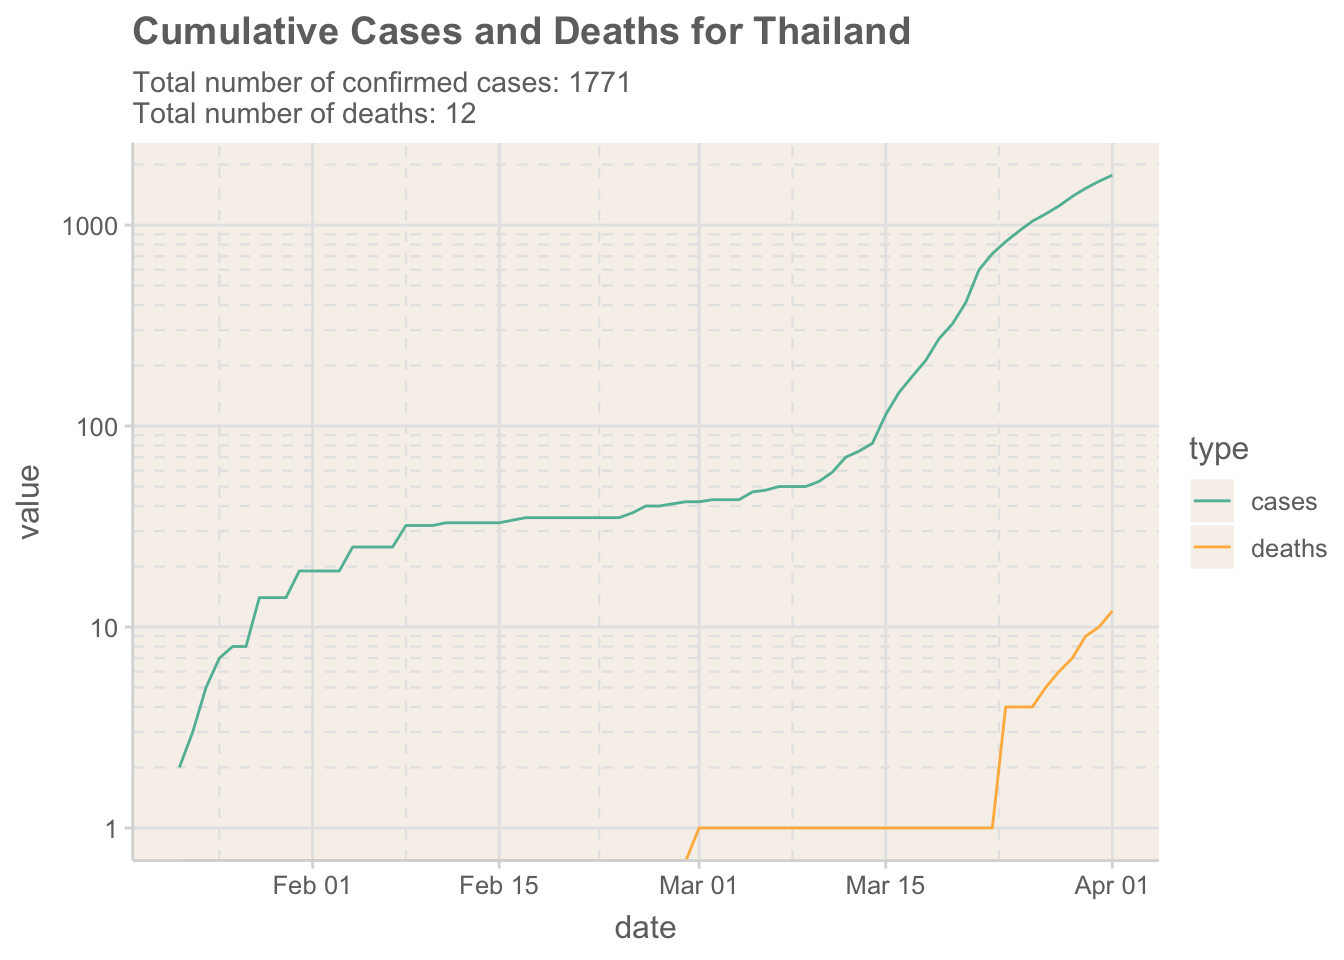 Cumulative Cases and Deaths for Thailand
Total number of confirmed cases: 1771
Total number of deaths: 12
1000
100
10
1
value
Feb 01
Feb 15
Mar 01
Mar 15
Apr 01
date
type
cases
deaths